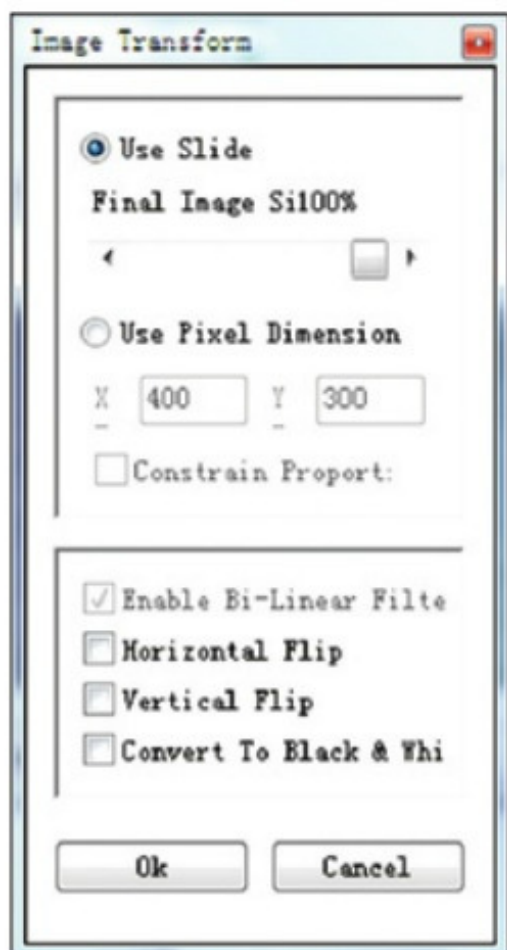 Image Transform
Use Slide
Final Image Si100%
Use Pixel Dimension
X 400 Y 300
Constrain Proport:
Enable Bi-Linear Filte
Horizontal Flip
Vertical Flip
Convert To Black & Whi
Ok Cancel